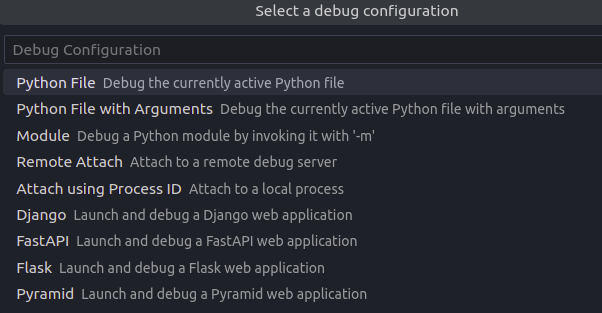 Select a debug configuration
Debug Configuration
Python File Debug the currently active Python file
Python File with Arguments Debug the currently active Python file with arguments
Module Debug a Python module by invoking it with '-m'
Remote Attach Attach to a remote debug server
Attach using Process ID Attach to a local process
Django Launch and debug a Django web application
FastAPI Launch and debug a FastAPI web application
Flask Launch and debug a Flask web application
Pyramid Launch and debug a Pyramid web application